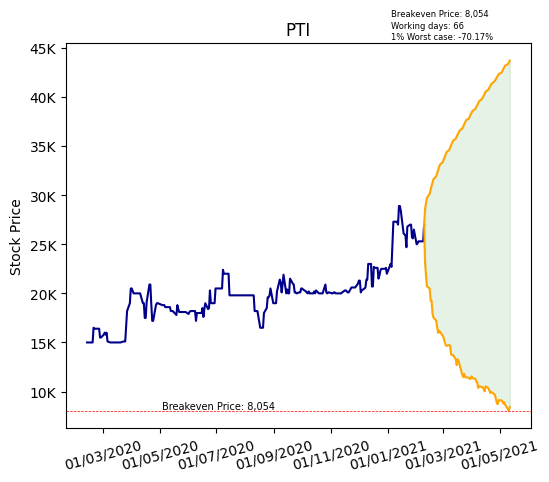 Breakeven Price: 8,054
Working days: 66
1% Worst case: -70.17%
PTI
Stock Price
45K
40K
35K
30K
25K
20K
15K
10K
Breakeven Price: 8,054
01/03/2020
01/05/2020
01/07/2020
01/09/2020
01/11/2020
01/01/2021
01/03/2021
01/05/2021